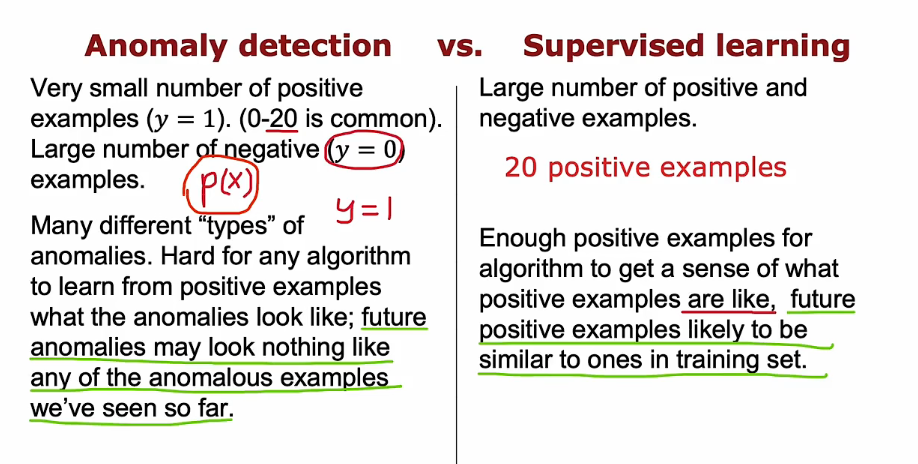 Anomaly detection vs. Supervised learning
Very small number of positive
examples (y = 1). (0-20 is common).
Large number of negative (y = 0)
examples.
p(x)
y=1
Many different “types” of
anomalies. Hard for any algorithm
to learn from positive examples
what the anomalies look like; future
anomalies may look nothing like
any of the anomalous examples
we’ve seen so far.
Large number of positive and
negative examples.
20 positive examples
Enough positive examples for
algorithm to get a sense of what
positive examples are like, future
positive examples likely to be
similar to ones in training set.